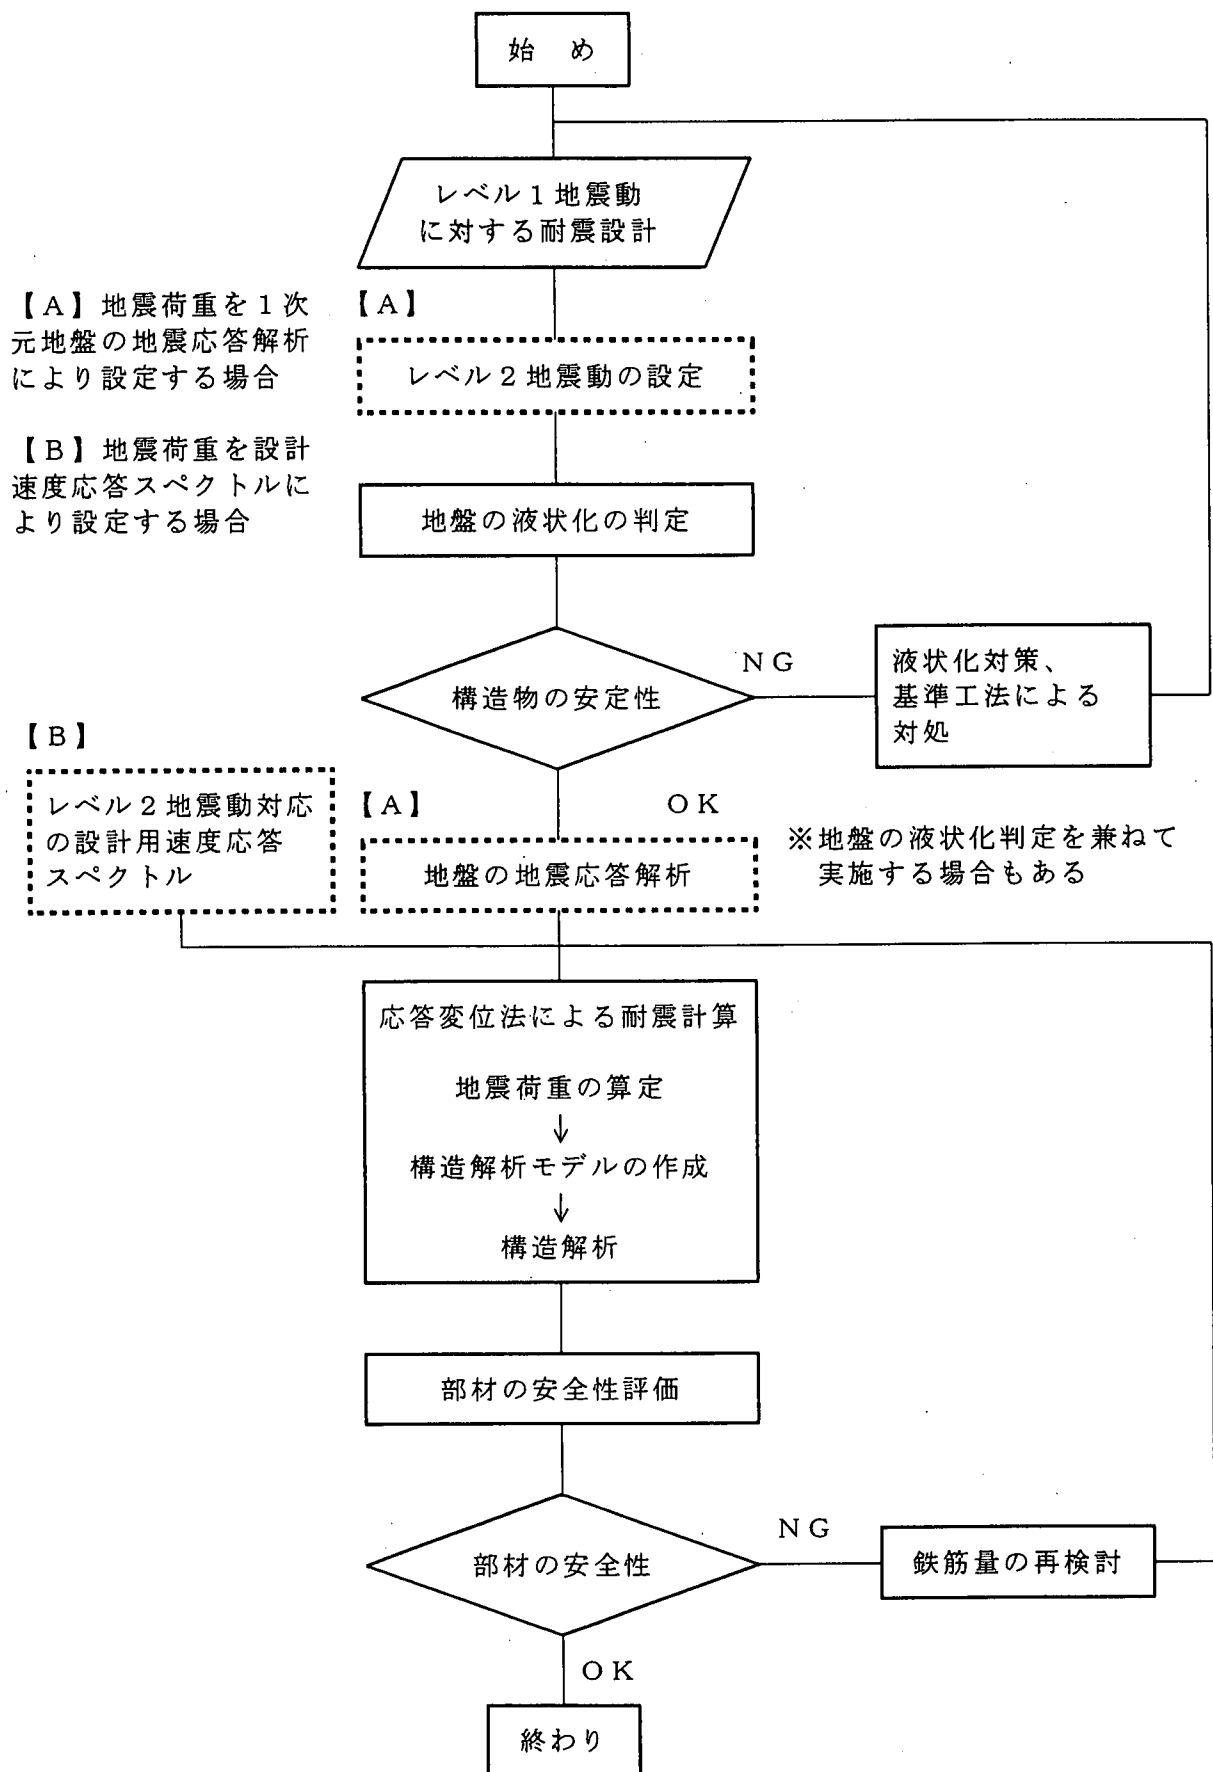 始　め
レベル１地震動
に対する耐震設計
【Ａ】地震荷重を１次
元地盤の地震応答解析
により設定する場合
【Ａ】
レベル２地震動の設定
【Ｂ】地震荷重を設計
速度応答スペクトルに
より設定する場合
地盤の液状化の判定
構造物の安定性
ＮＧ
液状化対策、
基準工法による
対処
【Ｂ】
レベル２地震動対応
の設計用速度応答
スペクトル
【Ａ】
ＯＫ
地盤の地震応答解析
※地盤の液状化判定を兼ねて
実施する場合もある
応答変位法による耐震計算
地震荷重の算定
↓
構造解析モデルの作成
↓
構造解析
部材の安全性評価
部材の安全性
ＮＧ
鉄筋量の再検討
ＯＫ
終わり